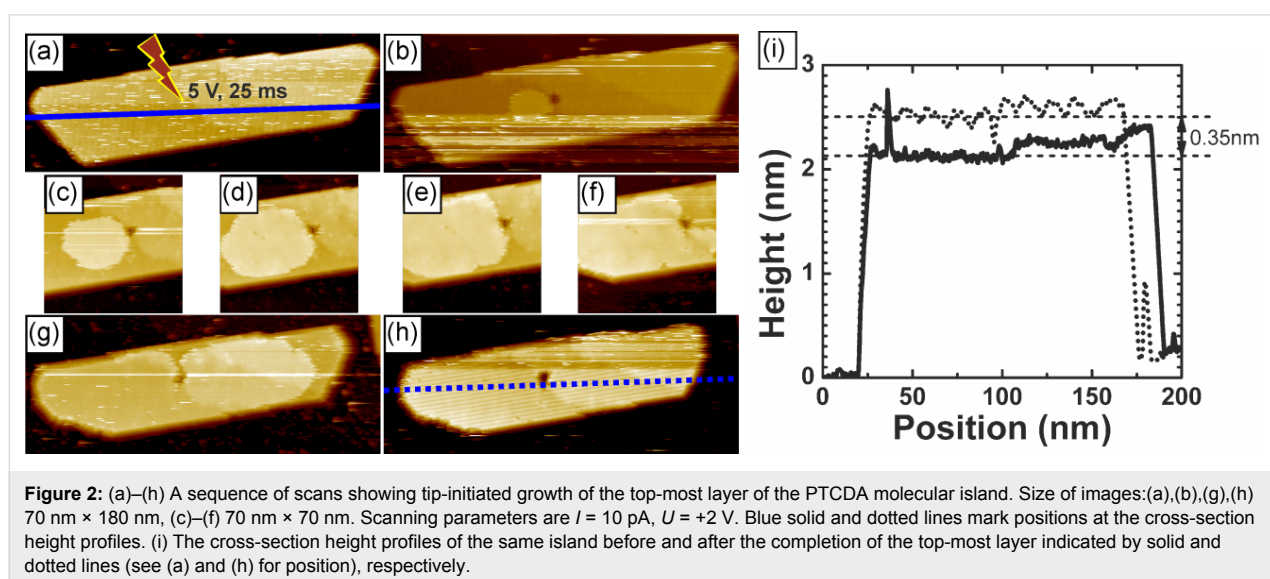 (a)
5 V, 25 ms
(b)
(c)
(d)
(e)
(f)
(g)
(h)
(i)
3
2
1
0
Height (nm)
0.35nm
0 50 100 150 200
Position (nm)
Figure 2: (a)–(h) A sequence of scans showing tip-initiated growth of the top-most layer of the PTCDA molecular island. Size of images:(a),(b),(g),(h)
70 nm × 180 nm, (c)–(f) 70 nm × 70 nm. Scanning parameters are I = 10 pA, U = +2 V. Blue solid and dotted lines mark positions at the cross-section
height profiles. (i) The cross-section height profiles of the same island before and after the completion of the top-most layer indicated by solid and
dotted lines (see (a) and (h) for position), respectively.